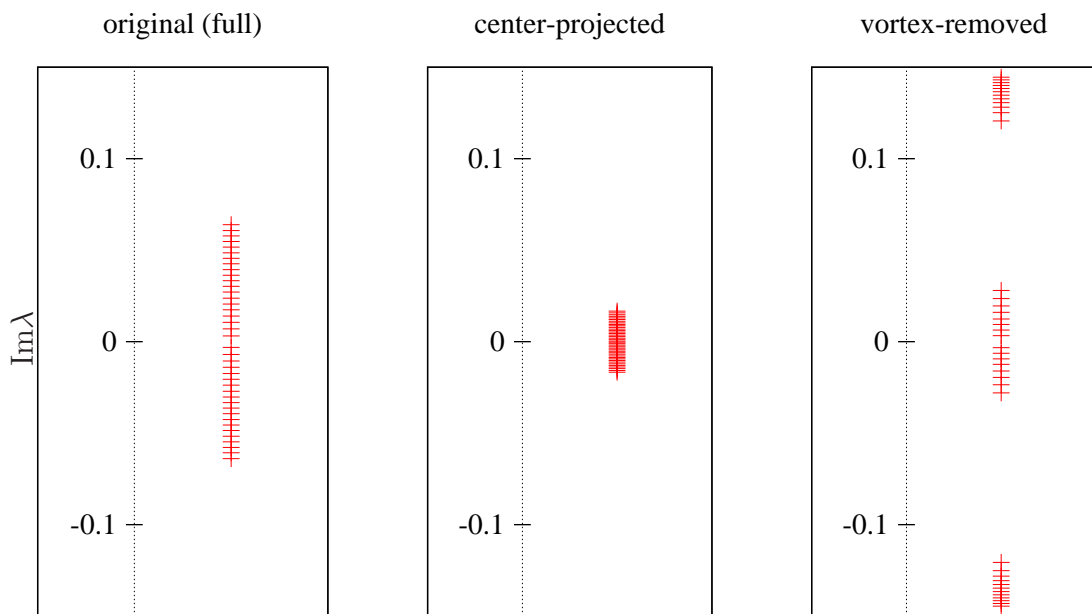 original (full)
center-projected
vortex-removed
Imλ
0.1
0
-0.1
0.1
0
-0.1
0.1
0
-0.1